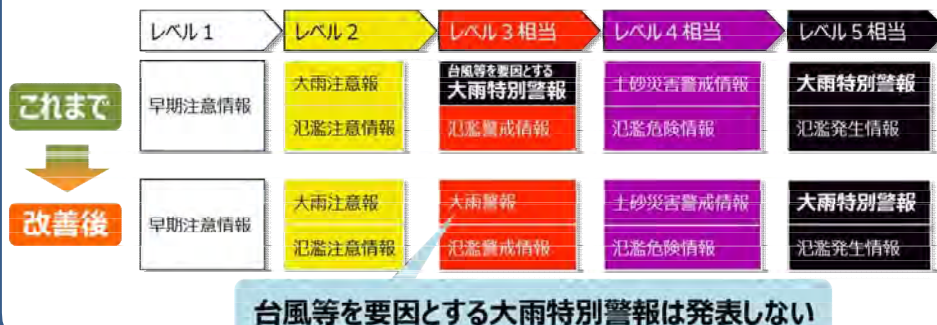 レベル1
レベル2
レベル3相当
レベル4相当
レベル5相当
これまで
早期注意情報
大雨注意報
氾濫注意情報
台風等を要因とする
大雨特別警報
氾濫警戒情報
土砂災害警戒情報
氾濫危険情報
大雨特別警報
氾濫発生情報
改善後
早期注意情報
大雨注意報
氾濫注意情報
大雨警報
氾濫警戒情報
土砂災害警戒情報
氾濫危険情報
大雨特別警報
氾濫発生情報
台風等を要因とする大雨特別警報は発表しない